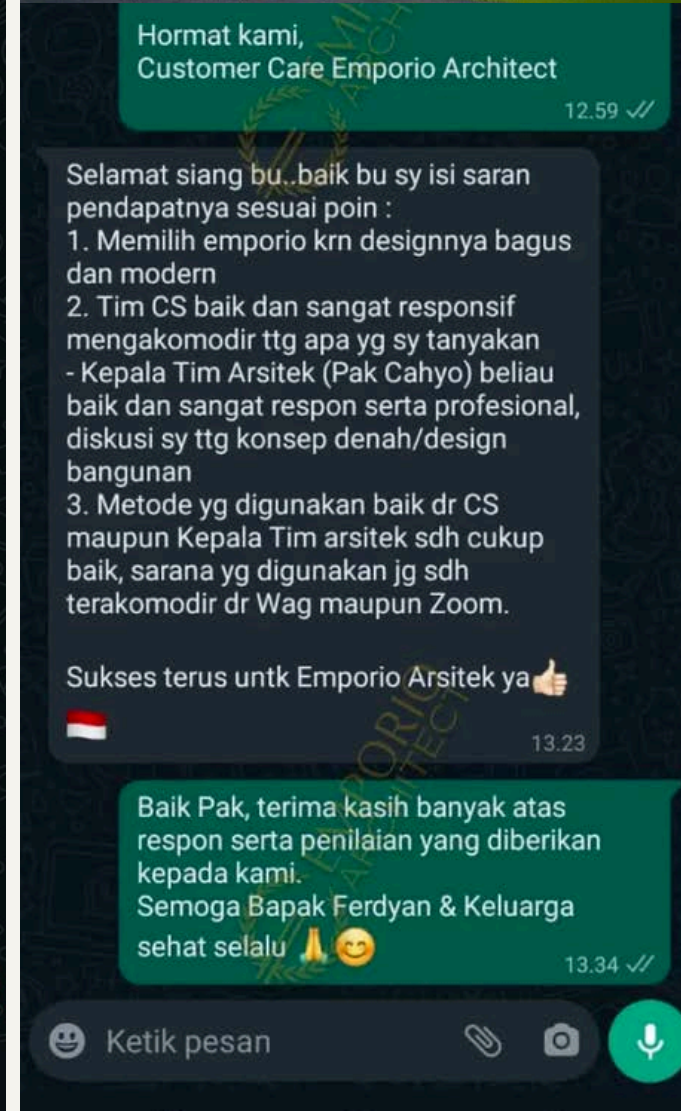 Hormat kami,
Customer Care Emporio Architect
12.59
Selamat siang bu..baik bu sy isi saran
pendapatnya sesuai poin :
1. Memilih emporio krn designnya bagus
dan modern
2. Tim CS baik dan sangat responsif
mengakomodir ttg apa yg sy tanyakan
- Kepala Tim Arsitek (Pak Cahyo) beliau
baik dan sangat respon serta profesional,
diskusi sy ttg konsep denah/design
bangunan
3. Metode yg digunakan baik dr CS
maupun Kepala Tim arsitek sdh cukup
baik, sarana yg digunakan jg sdh
terakomodir dr Wag maupun Zoom.
Sukses terus untk Emporio Arsitek ya👍🏻
🇮🇩
13.23
EMPORIO
ARCHITECT
Baik Pak, terima kasih banyak atas
respon serta penilaian yang diberikan
kepada kami.
Semoga Bapak Ferdyan & Keluarga
sehat selalu 🙏😊
13.34
Ketik pesan